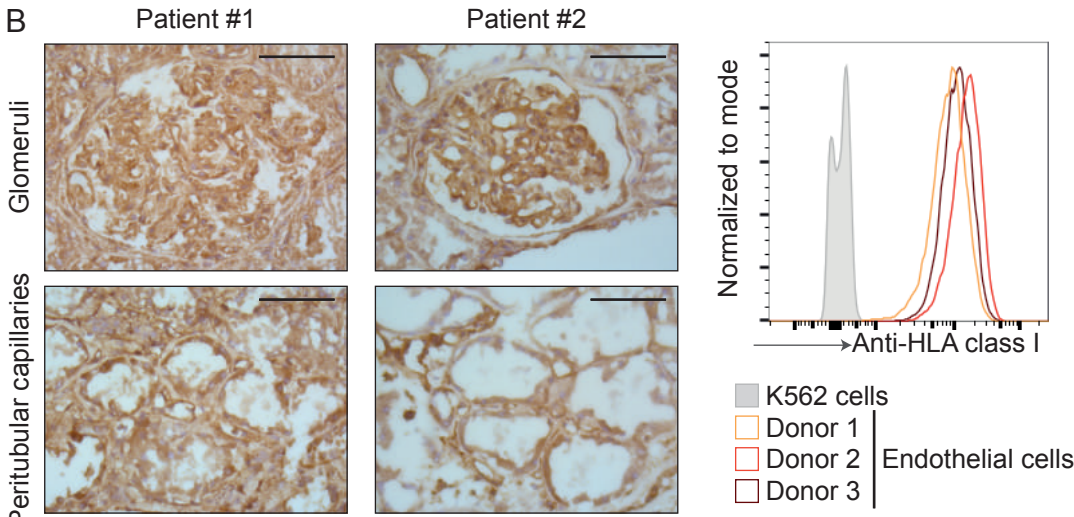 B
Patient #1
Patient #2
Glomeruli
Peritubular capillaries
Normalized to mode
Anti-HLA class I
K562 cells
Donor 1
Donor 2
Donor 3
Endothelial cells